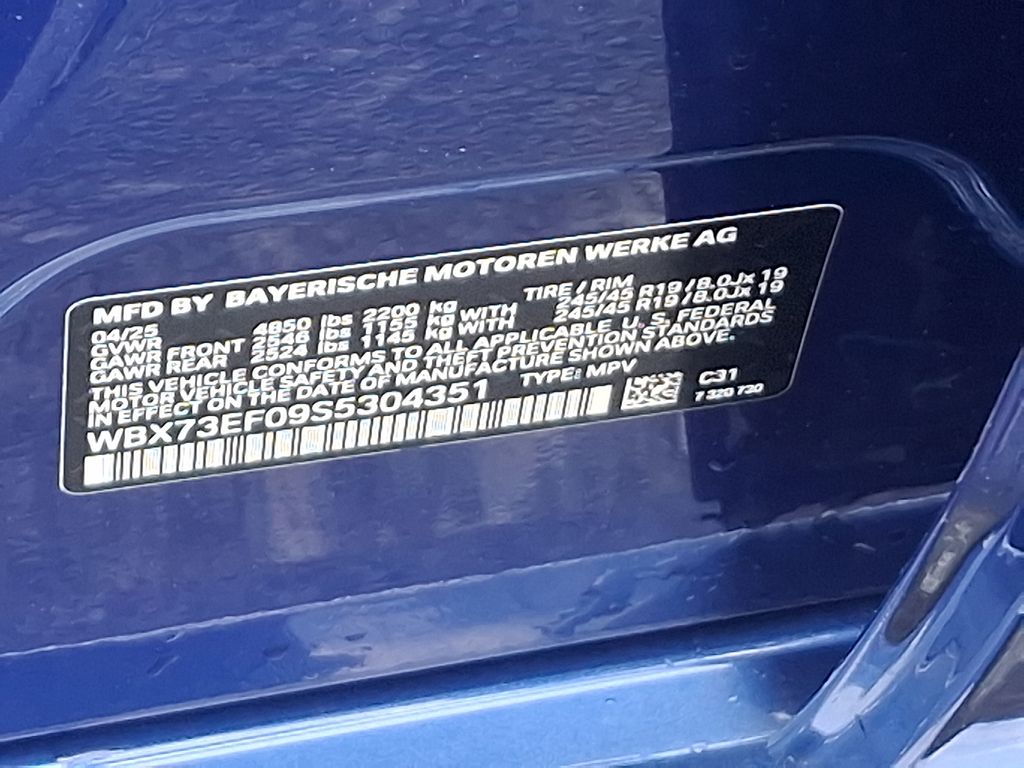 MFD BY BAYERISCHE MOTOREN WERKE AG
04/25 TIRE / RIM
GVWR 4850 lbs 2200 kg
GAWR FRONT 2546 lbs 1155 kg WITH 245/45 R19 / 8.0Jx 19
GAWR REAR 2524 lbs 1145 kg WITH 245/45 R19 / 8.0Jx 19
THIS VEHICLE CONFORMS TO ALL APPLICABLE U. S. FEDERAL
MOTOR VEHICLE SAFETY AND THEFT PREVENTION STANDARDS
IN EFFECT ON THE DATE OF MANUFACTURE SHOWN ABOVE.
WBX73EF09S5304351 TYPE: MPV
C31
7 320 730